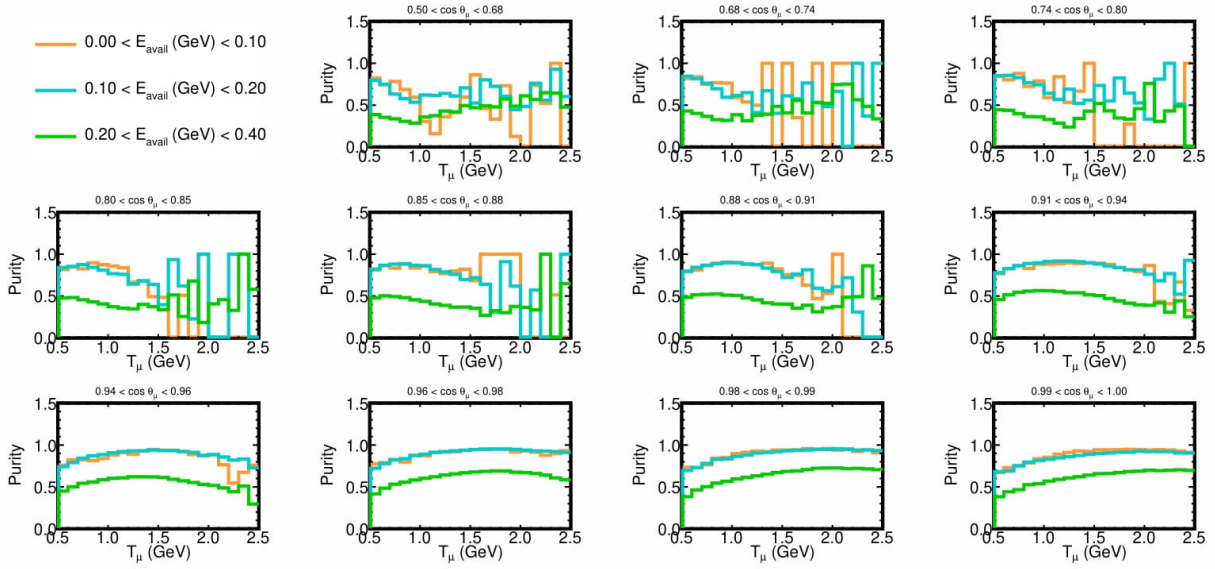 0.00 < E_avail (GeV) < 0.10
0.10 < E_avail (GeV) < 0.20
0.20 < E_avail (GeV) < 0.40
0.50 < cos θ_μ < 0.68
Purity
1.5
1.0
0.5
0.0
0.5 1.0 1.5 2.0 2.5
T_μ (GeV)
0.68 < cos θ_μ < 0.74
Purity
1.5
1.0
0.5
0.0
0.5 1.0 1.5 2.0 2.5
T_μ (GeV)
0.74 < cos θ_μ < 0.80
Purity
1.5
1.0
0.5
0.0
0.5 1.0 1.5 2.0 2.5
T_μ (GeV)
0.80 < cos θ_μ < 0.85
Purity
1.5
1.0
0.5
0.0
0.5 1.0 1.5 2.0 2.5
T_μ (GeV)
0.85 < cos θ_μ < 0.88
Purity
1.5
1.0
0.5
0.0
0.5 1.0 1.5 2.0 2.5
T_μ (GeV)
0.88 < cos θ_μ < 0.91
Purity
1.5
1.0
0.5
0.0
0.5 1.0 1.5 2.0 2.5
T_μ (GeV)
0.91 < cos θ_μ < 0.94
Purity
1.5
1.0
0.5
0.0
0.5 1.0 1.5 2.0 2.5
T_μ (GeV)
0.94 < cos θ_μ < 0.96
Purity
1.5
1.0
0.5
0.0
0.5 1.0 1.5 2.0 2.5
T_μ (GeV)
0.96 < cos θ_μ < 0.98
Purity
1.5
1.0
0.5
0.0
0.5 1.0 1.5 2.0 2.5
T_μ (GeV)
0.98 < cos θ_μ < 0.99
Purity
1.5
1.0
0.5
0.0
0.5 1.0 1.5 2.0 2.5
T_μ (GeV)
0.99 < cos θ_μ < 1.00
Purity
1.5
1.0
0.5
0.0
0.5 1.0 1.5 2.0 2.5
T_μ (GeV)